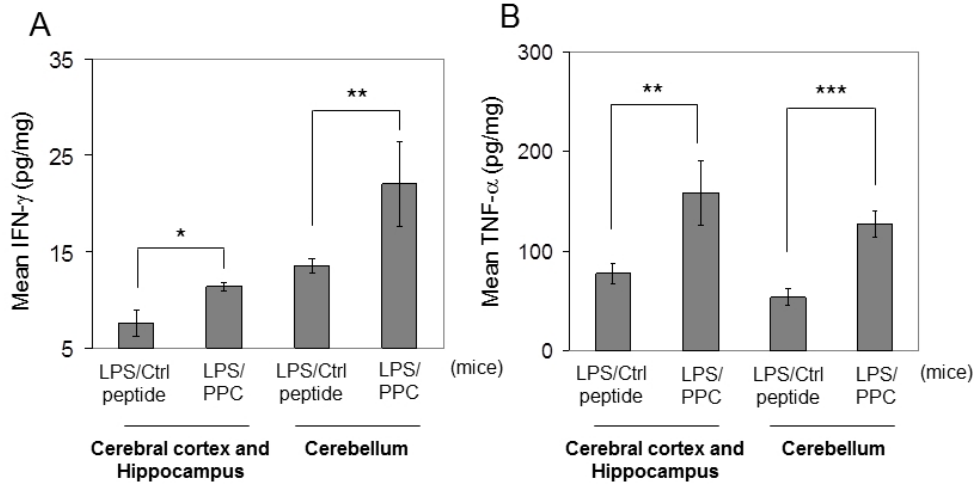 A
Mean IFN-γ (pg/mg)
35
25
15
5
*
**
LPS/Ctrl
peptide
LPS/
PPC
LPS/Ctrl
peptide
LPS/
PPC
(mice)
Cerebral cortex and
Hippocampus
Cerebellum
B
Mean TNF-α (pg/mg)
300
200
100
0
**
***
LPS/Ctrl
peptide
LPS/
PPC
LPS/Ctrl
peptide
LPS/
PPC
(mice)
Cerebral cortex and
Hippocampus
Cerebellum